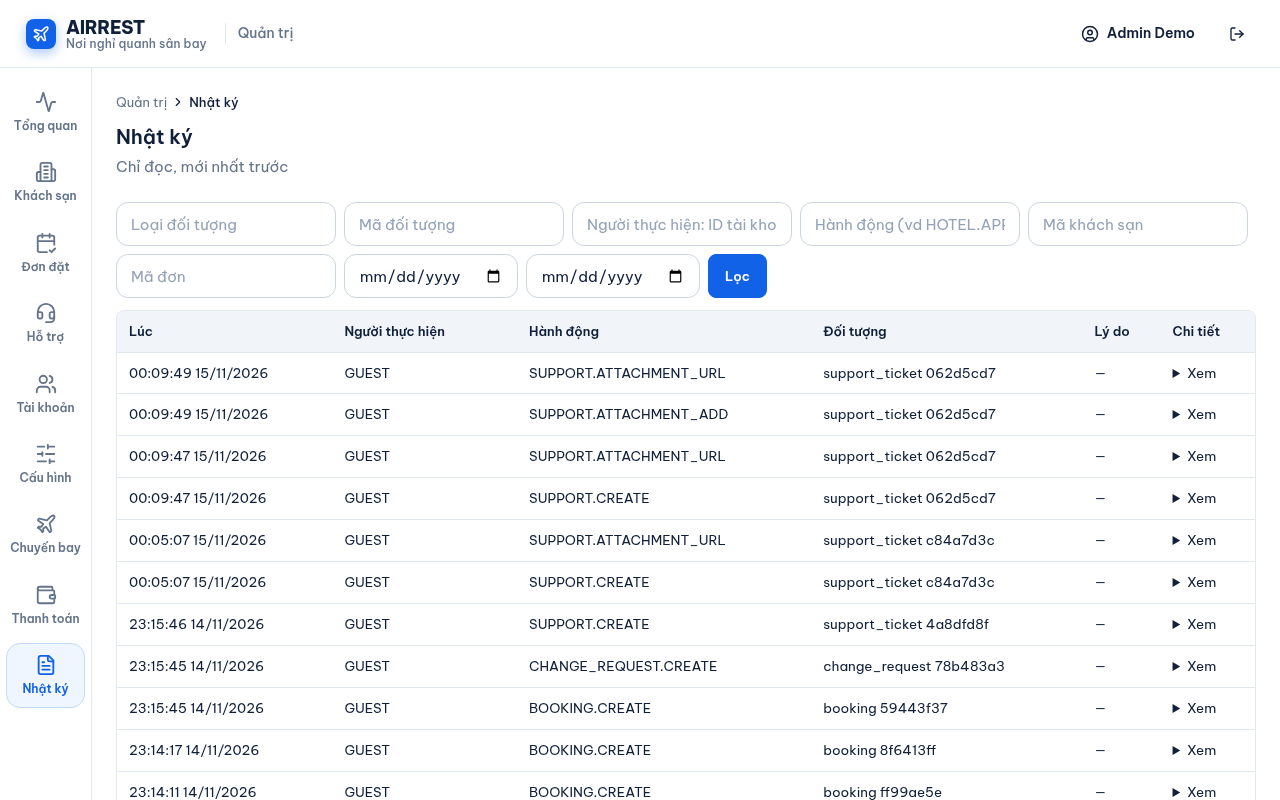 AIRREST
Nơi nghỉ quanh sân bay
Quản trị
Admin Demo
Tổng quan
Khách sạn
Đơn đặt
Hỗ trợ
Tài khoản
Cấu hình
Chuyến bay
Thanh toán
Nhật ký
Quản trị > Nhật ký
Nhật ký
Chỉ đọc, mới nhất trước
Loại đối tượng Mã đối tượng Người thực hiện: ID tài kho Hành động (vd HOTEL.APP Mã khách sạn
Mã đơn mm/dd/yyyy mm/dd/yyyy Lọc
Lúc Người thực hiện Hành động Đối tượng Lý do Chi tiết
00:09:49 15/11/2026 GUEST SUPPORT.ATTACHMENT_URL support_ticket 062d5cd7 — ▶ Xem
00:09:49 15/11/2026 GUEST SUPPORT.ATTACHMENT_ADD support_ticket 062d5cd7 — ▶ Xem
00:09:47 15/11/2026 GUEST SUPPORT.ATTACHMENT_URL support_ticket 062d5cd7 — ▶ Xem
00:09:47 15/11/2026 GUEST SUPPORT.CREATE support_ticket 062d5cd7 — ▶ Xem
00:05:07 15/11/2026 GUEST SUPPORT.ATTACHMENT_URL support_ticket c84a7d3c — ▶ Xem
00:05:07 15/11/2026 GUEST SUPPORT.CREATE support_ticket c84a7d3c — ▶ Xem
23:15:46 14/11/2026 GUEST SUPPORT.CREATE support_ticket 4a8dfd8f — ▶ Xem
23:15:45 14/11/2026 GUEST CHANGE_REQUEST.CREATE change_request 78b483a3 — ▶ Xem
23:15:45 14/11/2026 GUEST BOOKING.CREATE booking 59443f37 — ▶ Xem
23:14:17 14/11/2026 GUEST BOOKING.CREATE booking 8f6413ff — ▶ Xem
23:14:11 14/11/2026 GUEST BOOKING.CREATE booking ff99ae5e — ▶ Xem